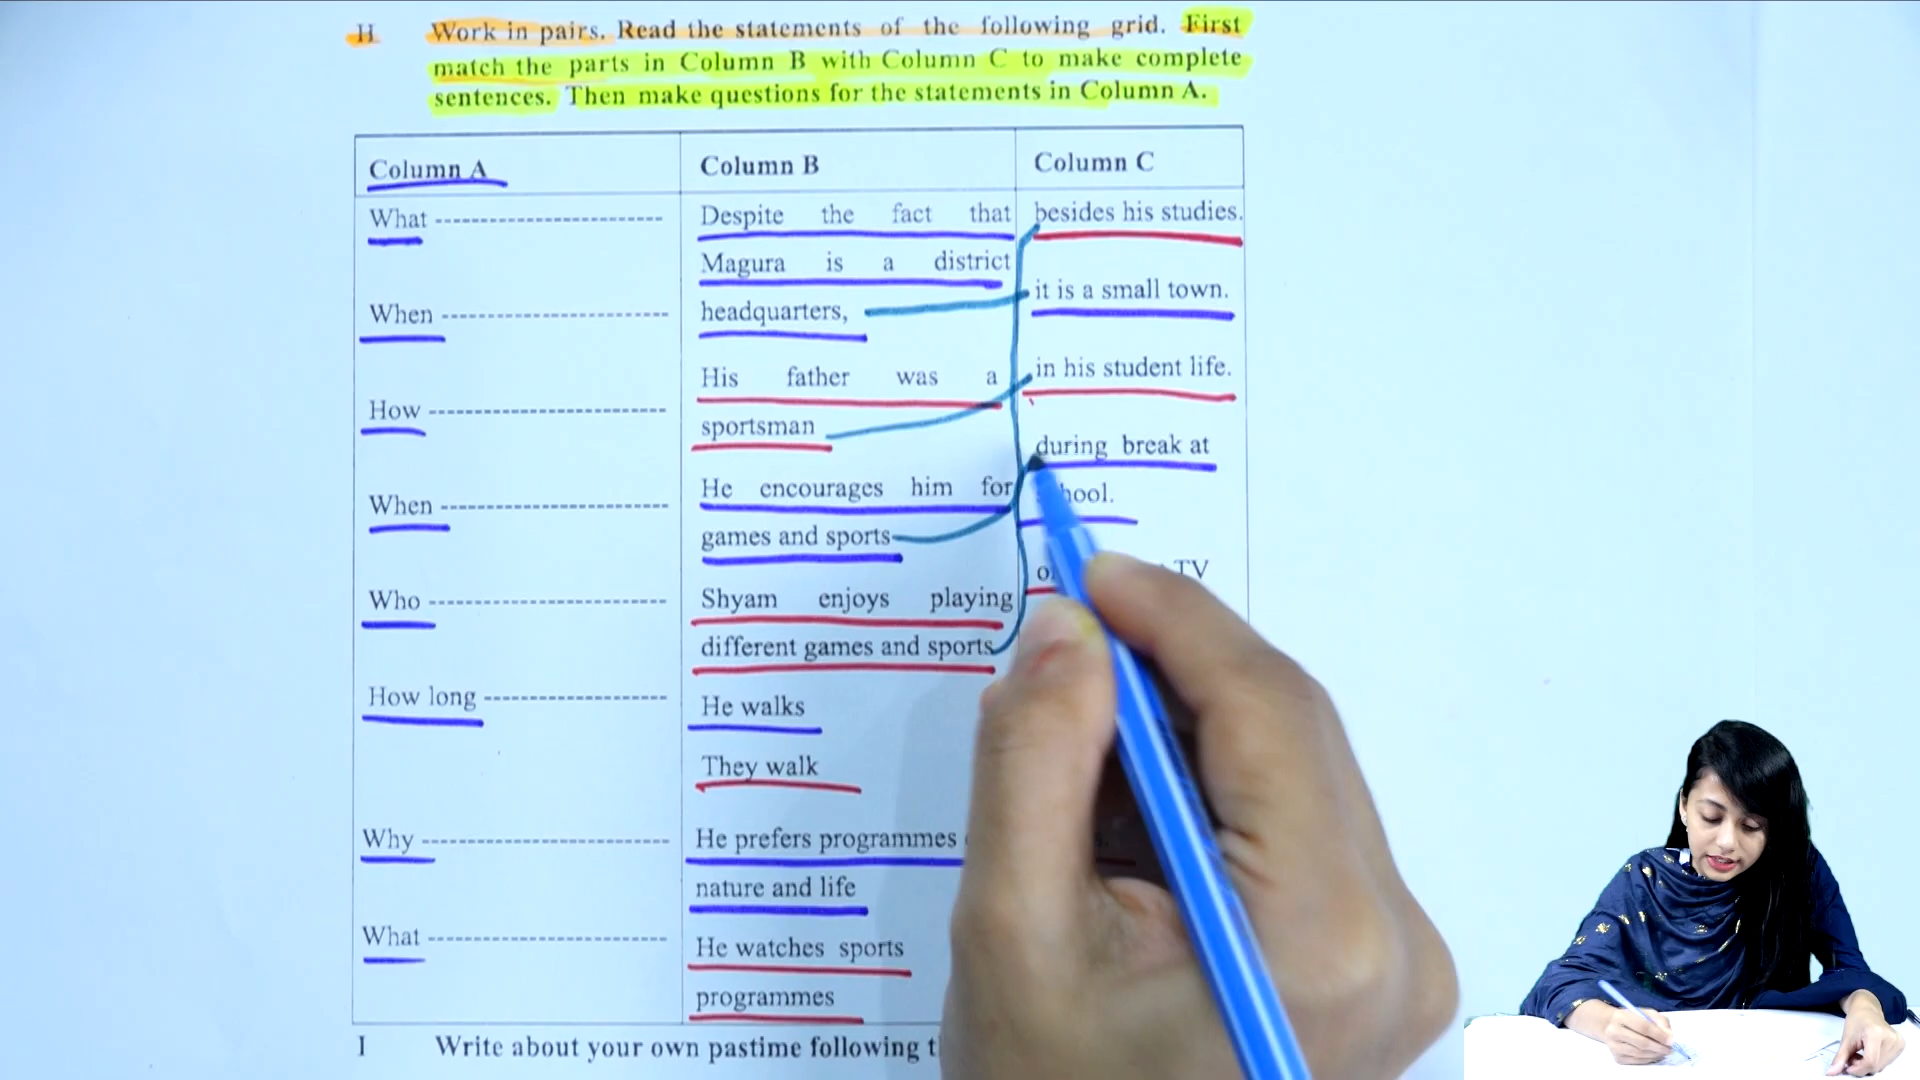 H Work in pairs. Read the statements of the following grid. First
match the parts in Column B with Column C to make complete
sentences. Then make questions for the statements in Column A.
Column A
What
When
How
When
Who
How long
Why
What
Column B
Despite the fact that
Magura is a district
headquarters,
His father was a
sportsman
He encourages him for
games and sports
Shyam enjoys playing
different games and sports
He walks
They walk
He prefers programmes
nature and life
He watches sports
programmes
Column C
besides his studies.
it is a small town.
in his student life.
during break at
TV
I Write about your own pastime following